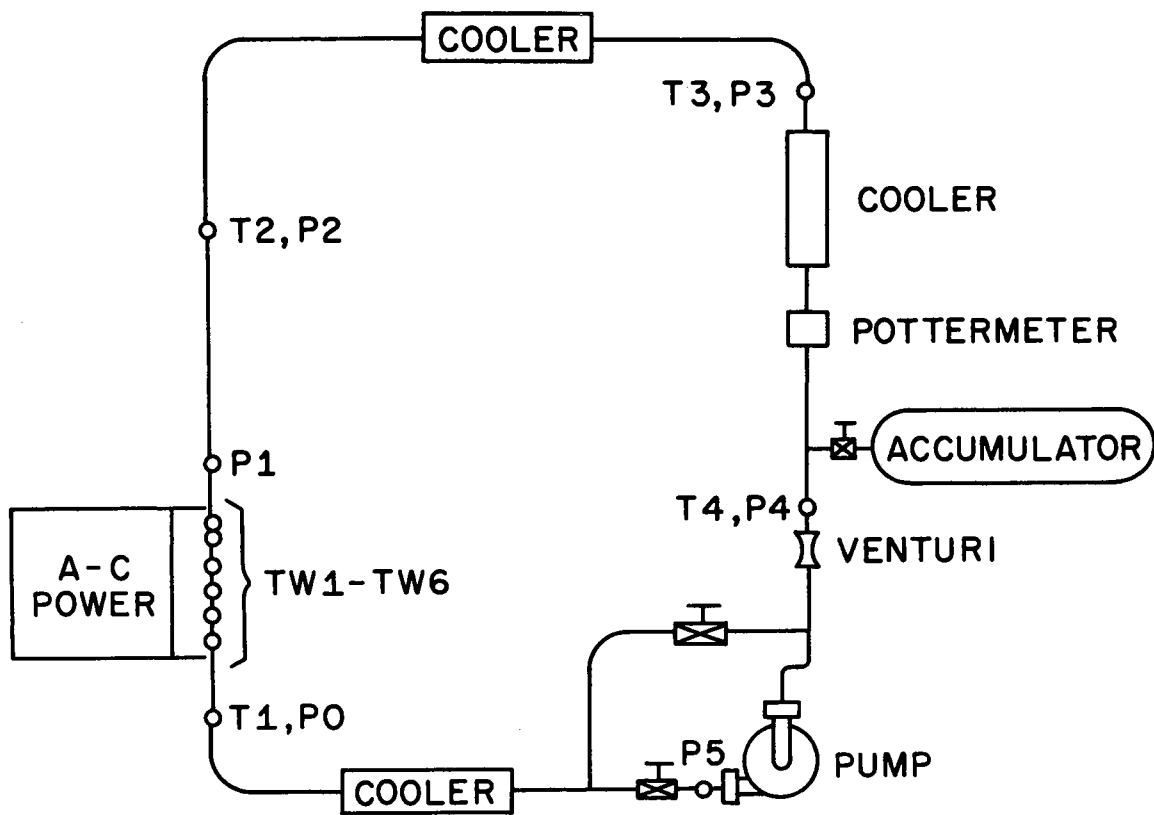 COOLER
T3, P3
COOLER
T2, P2
POTTERMETER
ACCUMULATOR
P1
T4, P4
VENTURI
A-C
POWER
TW1-TW6
T1, PO
P5
PUMP
COOLER